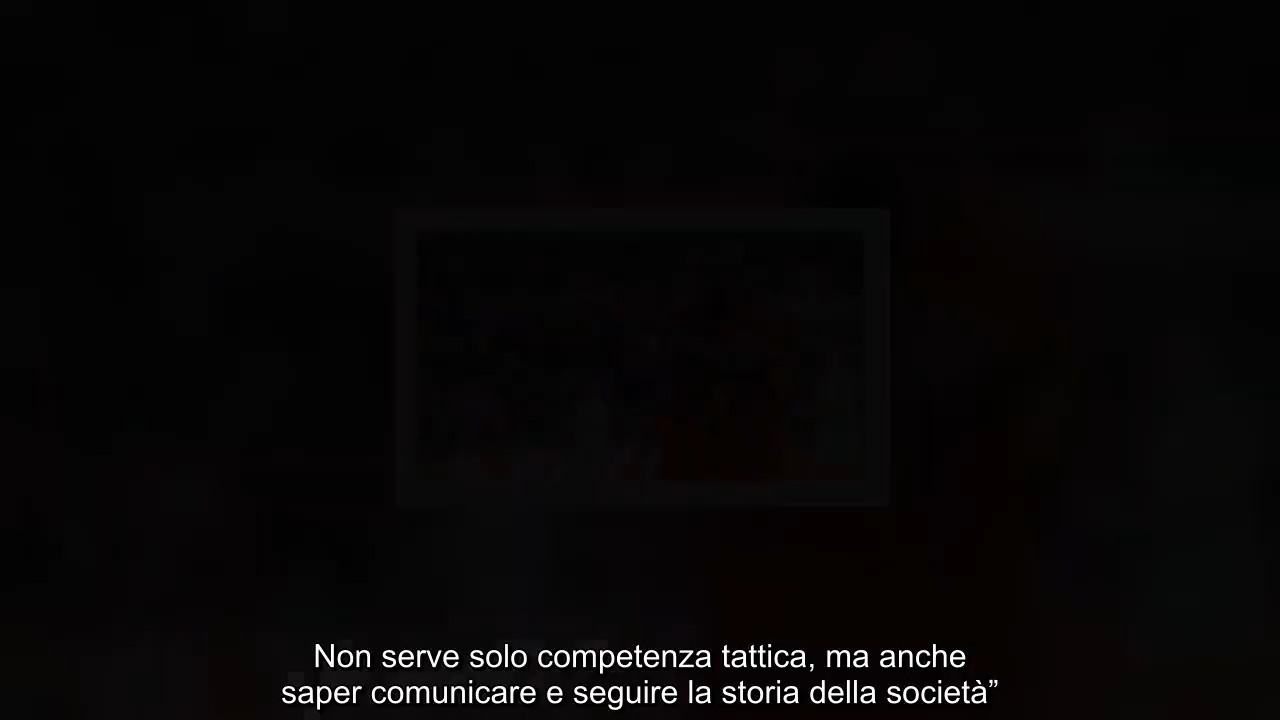 Non serve solo competenza tattica, ma anche
saper comunicare e seguire la storia della società”